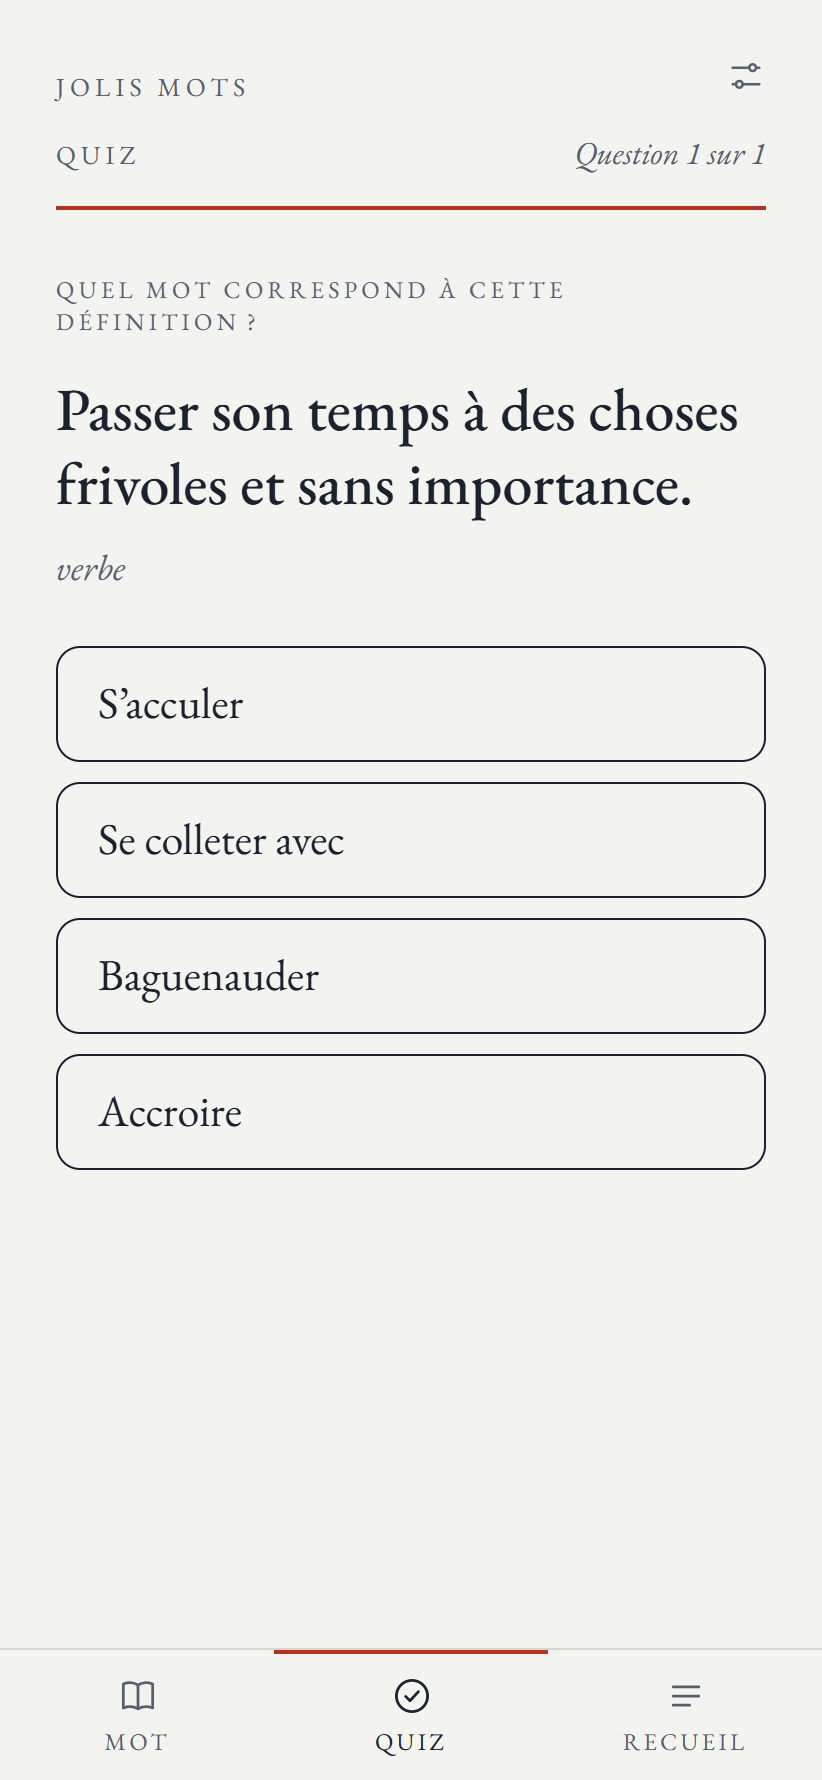 JOLIS MOTS
QUIZ
Question 1 sur 1
QUEL MOT CORRESPOND À CETTE
DÉFINITION ?
Passer son temps à des choses
frivoles et sans importance.
verbe
S’acculer
Se colleter avec
Baguenauder
Accroire
MOT
QUIZ
RECUEIL